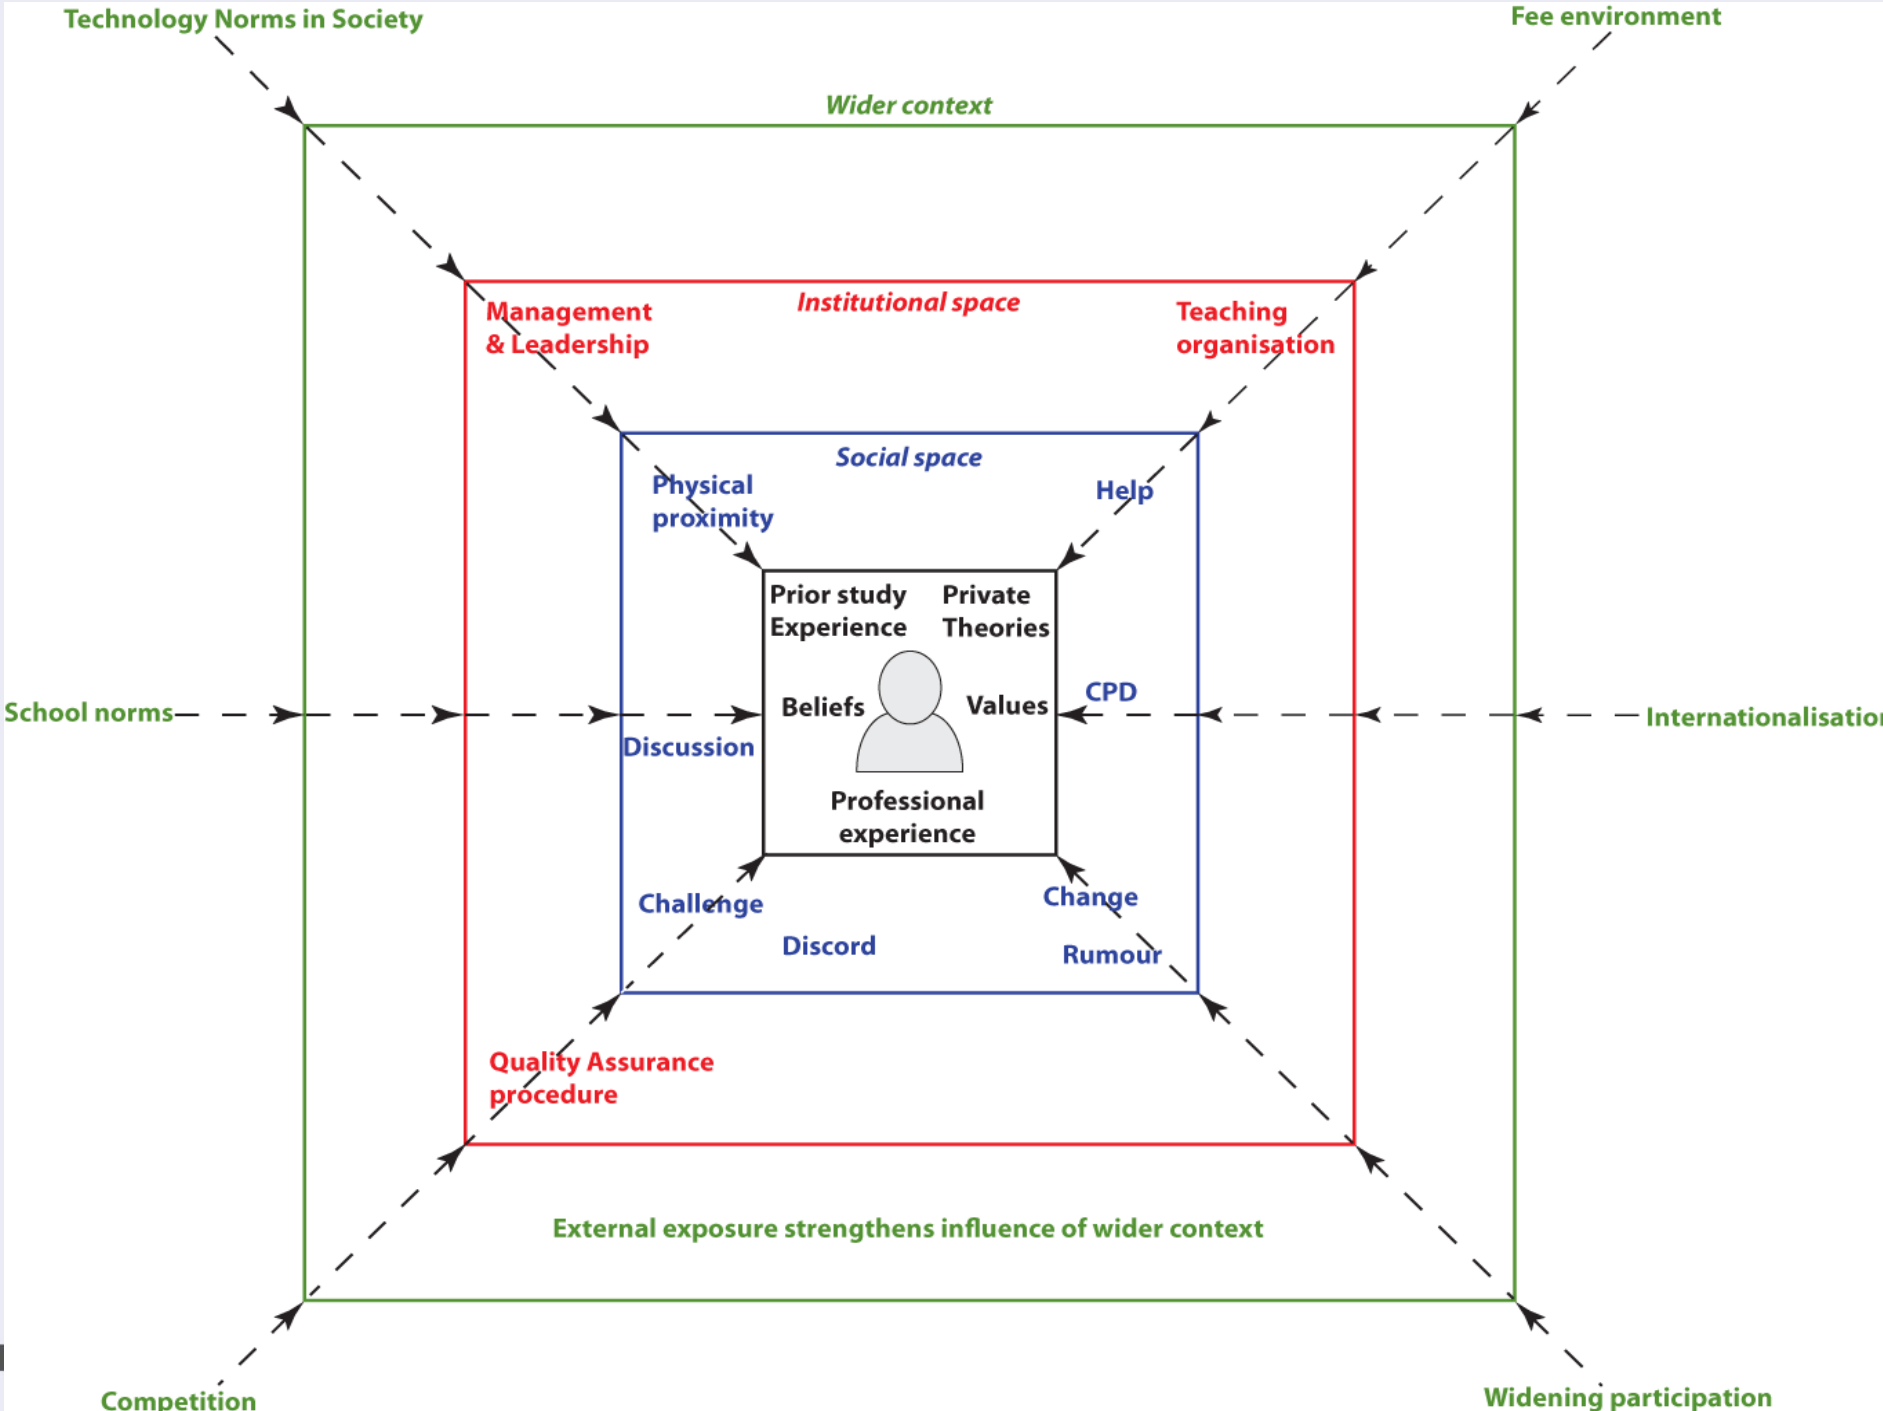 Technology Norms in Society
Fee environment
Wider context
Institutional space
Management
& Leadership
Teaching
organisation
Social space
Physical
proximity
Help
Prior study
Experience
Private
Theories
School norms
Beliefs
Values
CPD
Internationalisation
Discussion
Professional
experience
Challenge
Change
Discord
Rumour
Quality Assurance
procedure
External exposure strengthens influence of wider context
Competition
Widening participation